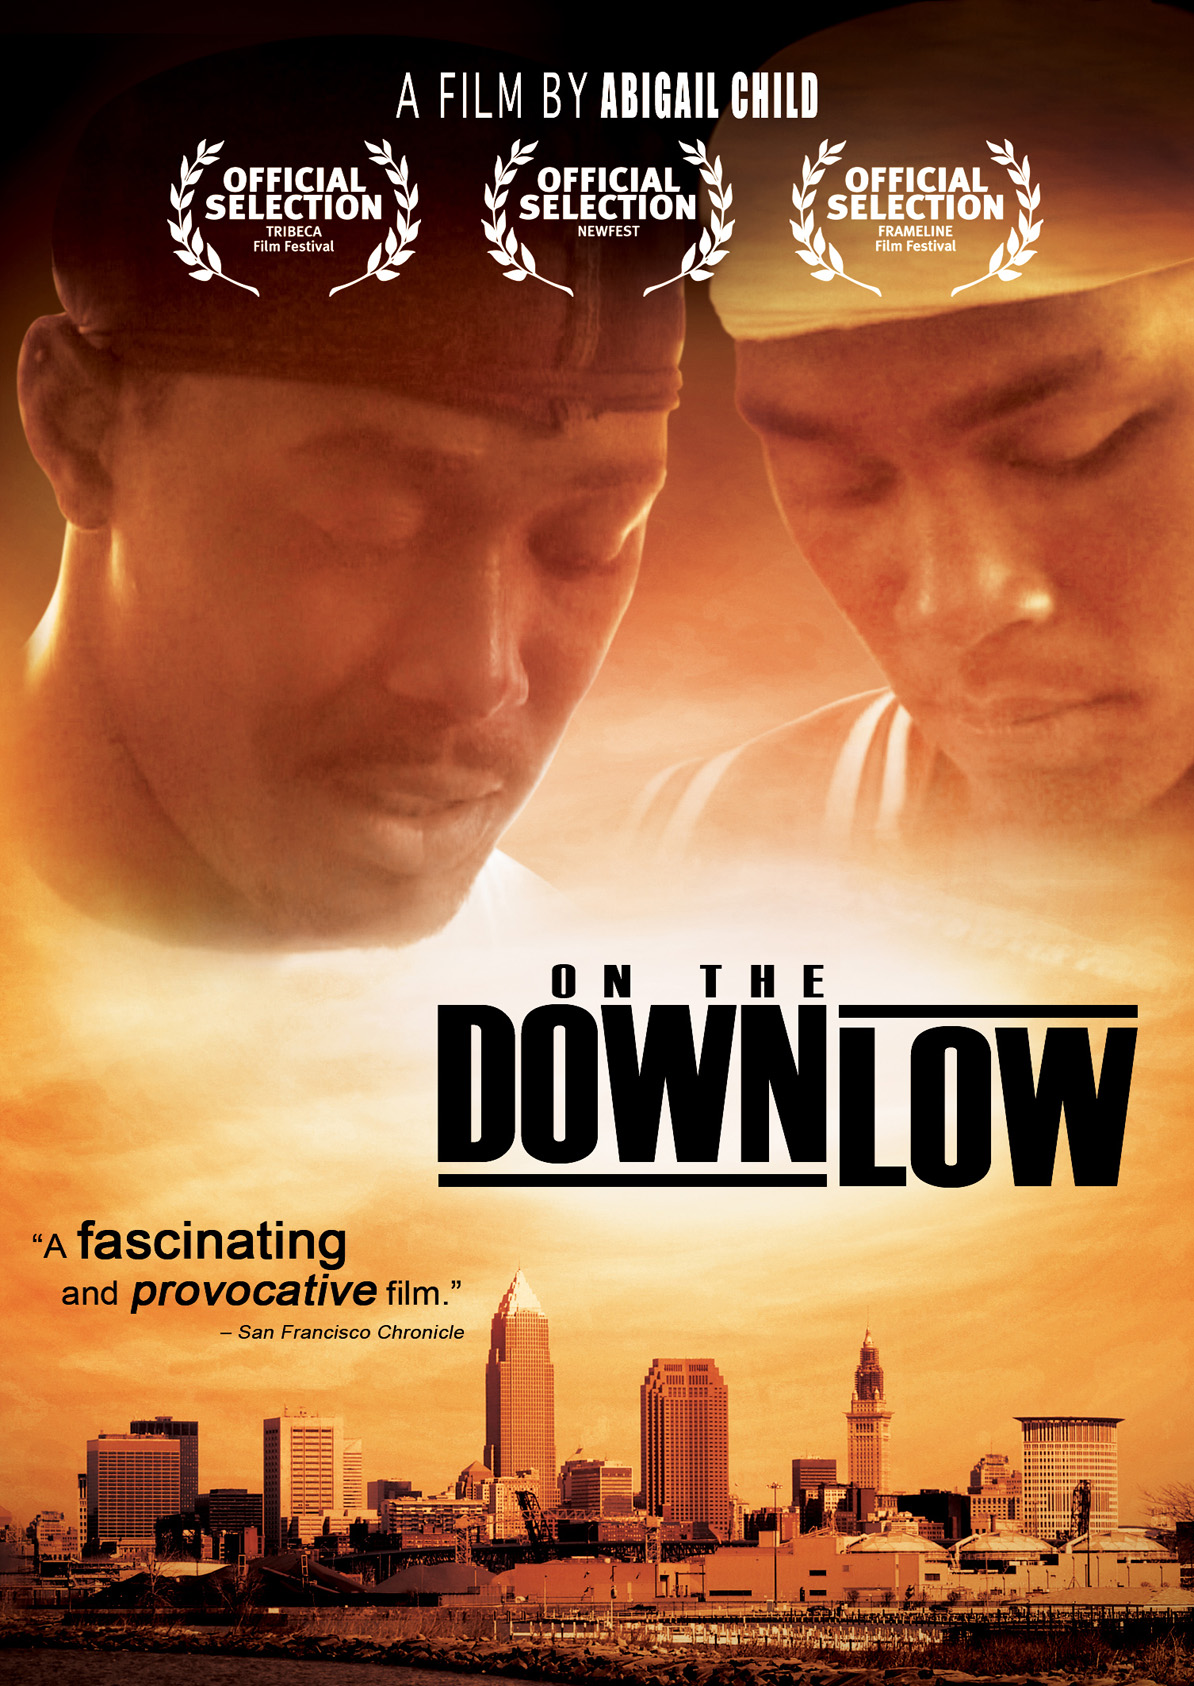 A FILM BY ABIGAIL CHILD
OFFICIAL
SELECTION
TRIBECA
Film Festival
OFFICIAL
SELECTION
NEWFEST
OFFICIAL
SELECTION
FRAMELINE
Film Festival
ON THE
DOWN LOW
“A fascinating
and provocative film.”
– San Francisco Chronicle